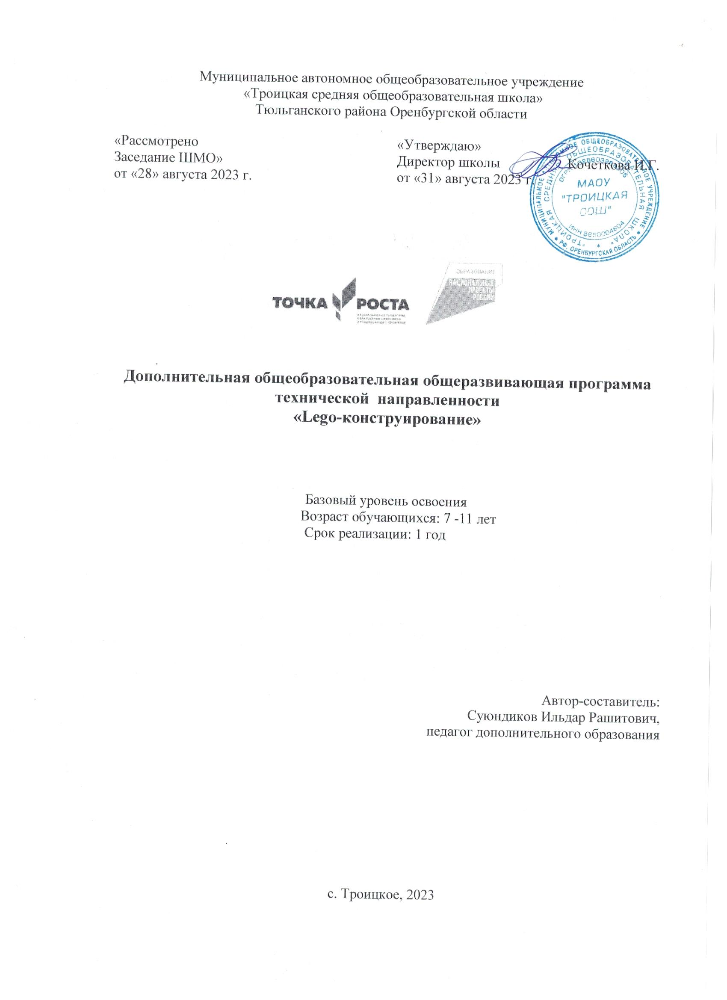 Муниципальное автономное общеобразовательное учреждение
«Троицкая средняя общеобразовательная школа»
Тюльганского района Оренбургской области
«Рассмотрено
Заседание ШМО»
от «28» августа 2023 г.
«Утверждаю»
Директор школы Кочеткова И.Г.
от «31» августа 2023 г.
МУНИЦИПАЛЬНОЕ ОБЩЕОБРАЗОВАТЕЛЬНОЕ УЧРЕЖДЕНИЕ * РФ, ОРЕНБУРГСКАЯ ОБЛАСТЬ *
"ТРОИЦКАЯ СРЕДНЯЯ ОБЩЕОБРАЗОВАТЕЛЬНАЯ ШКОЛА" *
МАОУ
"ТРОИЦКАЯ
СОШ"
ИНН 5650004604
ОБРАЗОВАНИЕ
НАЦИОНАЛЬНЫЕ
ПРОЕКТЫ
РОССИИ
ТОЧКА РОСТА
Дополнительная общеобразовательная общеразвивающая программа
технической направленности
«Lego-конструирование»
Базовый уровень освоения
Возраст обучающихся: 7 -11 лет
Срок реализации: 1 год
Автор-составитель:
Суюндиков Ильдар Рашитович,
педагог дополнительного образования
с. Троицкое, 2023